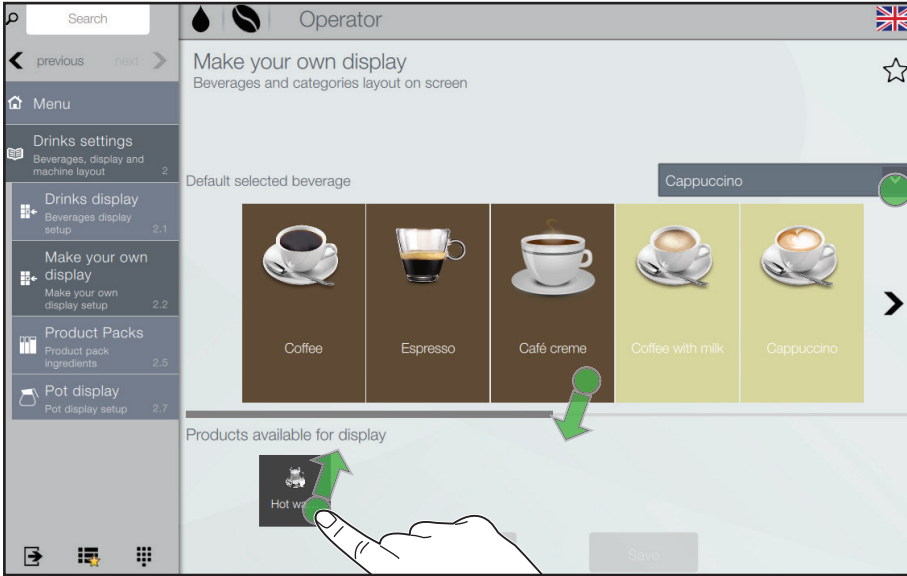 Search
Operator
previous
next
Menu
Drinks settings
Beverages, display and
machine layout
2
Drinks display
Beverages display
setup
2.1
Make your own
display
Make your own
display setup
2.2
Product Packs
Product pack
ingredients
2.5
Pot display
Pot display setup
2.7
Make your own display
Beverages and categories layout on screen
Default selected beverage
Cappuccino
Coffee
Espresso
Café creme
Coffee with milk
Cappuccino
Products available for display
Hot
Save